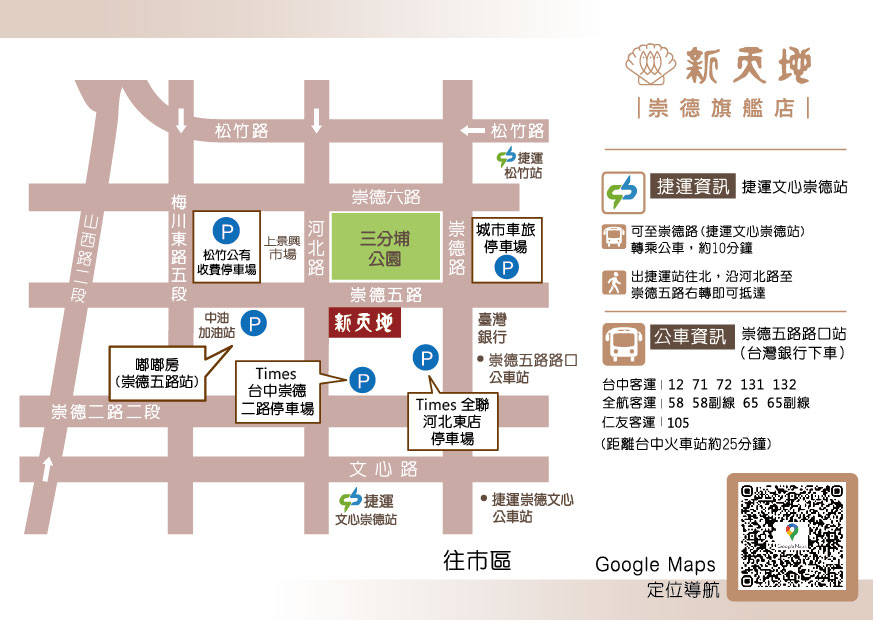 新天地
崇德旗艦店
松竹路
松竹路
捷運
松竹站
崇德六路
山西路二段
梅川東路五段
P
松竹公有
收費停車場
上景興
市場
河北路
三分埔
公園
崇德路
城市車旅
停車場
P
崇德五路
中油
加油站
P
新天地
臺灣
銀行
崇德五路路口
公車站
嘟嘟房
(崇德五路站)
Times
台中崇德
二路停車場
P
P
Times 全聯
河北東店
停車場
崇德二路二段
文心路
捷運
文心崇德站
捷運崇德文心
公車站
往市區
捷運資訊 捷運文心崇德站
可至崇德路(捷運文心崇德站)
轉乘公車，約10分鐘
出捷運站往北，沿河北路至
崇德五路右轉即可抵達
公車資訊 崇德五路路口站
(台灣銀行下車)
台中客運 | 12 71 72 131 132
全航客運 | 58 58副線 65 65副線
仁友客運 | 105
(距離台中火車站約25分鐘)
Google Maps
定位導航
Google Maps